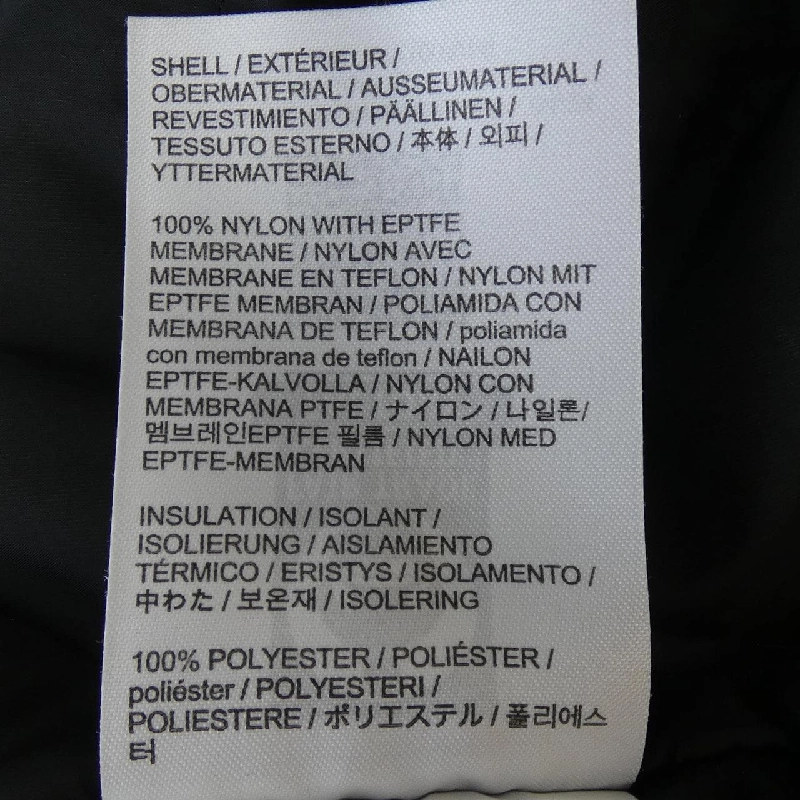 SHELL / EXTÉRIEUR /
OBERMATERIAL / AUSSEUMATERIAL /
REVESTIMIENTO / PÄÄLLINEN /
TESSUTO ESTERNO / 本体 / 외피 /
YTTERMATERIAL
100% NYLON WITH EPTFE
MEMBRANE / NYLON AVEC
MEMBRANE EN TEFLON / NYLON MIT
EPTFE MEMBRAN / POLIAMIDA CON
MEMBRANA DE TEFLON / poliamida
con membrana de teflon / NAILON
EPTFE-KALVOLLA / NYLON CON
MEMBRANA PTFE / ナイロン / 나일론/
멤브레인EPTFE 필름 / NYLON MED
EPTFE-MEMBRAN
INSULATION / ISOLANT /
ISOLIERUNG / AISLAMIENTO
TÉRMICO / ERISTYS / ISOLAMENTO /
中わた / 보온재 / ISOLERING
100% POLYESTER / POLIÉSTER /
poliéster / POLYESTERI /
POLIESTERE / ポリエステル / 폴리에스
터